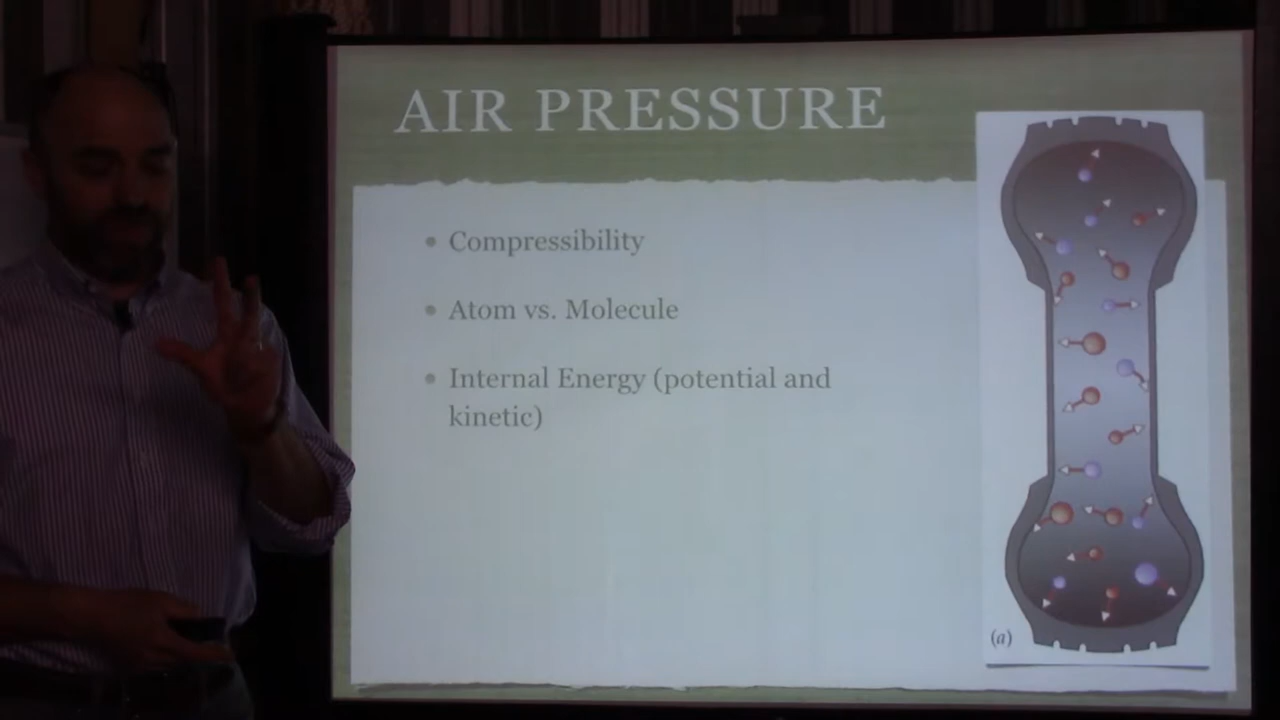 AIR PRESSURE
Compressibility
Atom vs. Molecule
Internal Energy (potential and
kinetic)
(a)